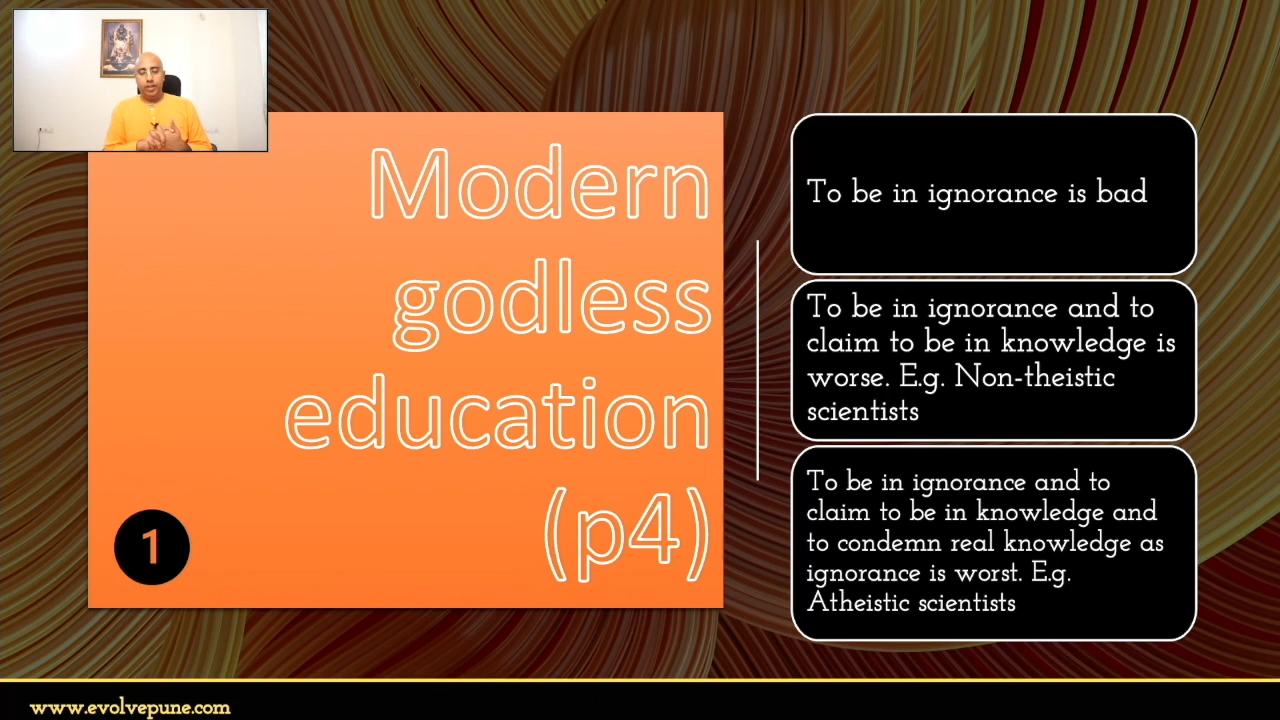 Modern
godless
education
(p4)
1
To be in ignorance is bad
To be in ignorance and to
claim to be in knowledge is
worse. E.g. Non-theistic
scientists
To be in ignorance and to
claim to be in knowledge and
to condemn real knowledge as
ignorance is worst. E.g.
Atheistic scientists
www.evolvepune.com